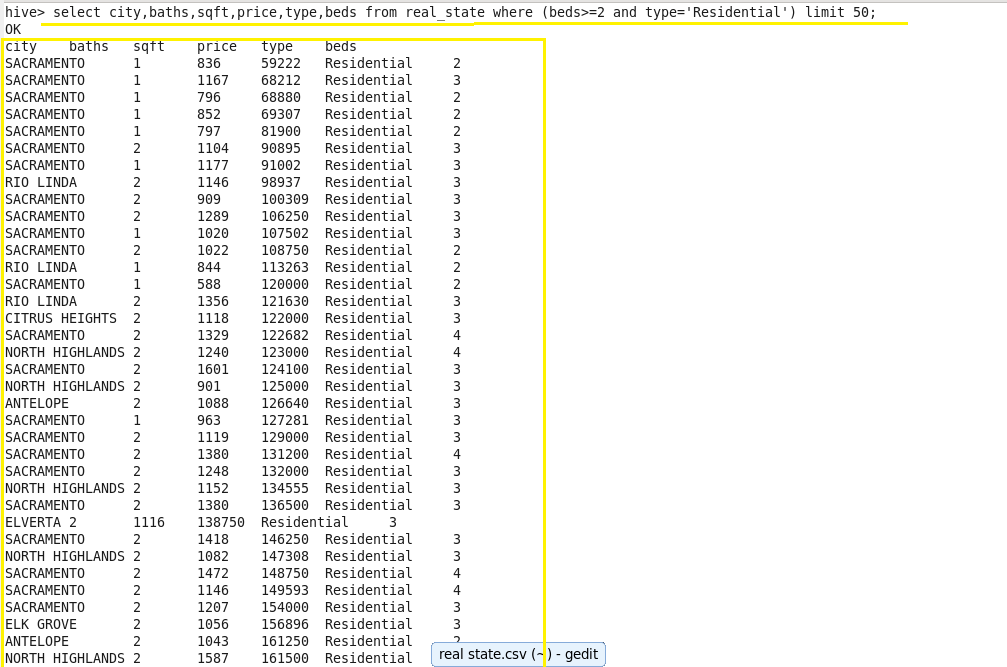 hive> select city,baths,sqft,price,type,beds from real_state where (beds>=2 and type='Residential') limit 50;
OK
city baths sqft price type beds
SACRAMENTO 1 836 59222 Residential 2
SACRAMENTO 1 1167 68212 Residential 3
SACRAMENTO 1 796 68880 Residential 2
SACRAMENTO 1 852 69307 Residential 2
SACRAMENTO 1 797 81900 Residential 2
SACRAMENTO 2 1104 90895 Residential 3
SACRAMENTO 1 1177 91002 Residential 3
RIO LINDA 2 1146 98937 Residential 3
SACRAMENTO 2 909 100309 Residential 3
SACRAMENTO 2 1289 106250 Residential 3
SACRAMENTO 1 1020 107502 Residential 3
SACRAMENTO 2 1022 108750 Residential 2
RIO LINDA 1 844 113263 Residential 2
SACRAMENTO 1 588 120000 Residential 2
RIO LINDA 2 1356 121630 Residential 3
CITRUS HEIGHTS 2 1118 122000 Residential 3
SACRAMENTO 2 1329 122682 Residential 4
NORTH HIGHLANDS 2 1240 123000 Residential 4
SACRAMENTO 2 1601 124100 Residential 3
NORTH HIGHLANDS 2 901 125000 Residential 3
ANTELOPE 2 1088 126640 Residential 3
SACRAMENTO 1 963 127281 Residential 3
SACRAMENTO 2 1119 129000 Residential 3
SACRAMENTO 2 1380 131200 Residential 4
SACRAMENTO 2 1248 132000 Residential 3
NORTH HIGHLANDS 2 1152 134555 Residential 3
SACRAMENTO 2 1380 136500 Residential 3
ELVERTA 2 1116 138750 Residential 3
SACRAMENTO 2 1418 146250 Residential 3
NORTH HIGHLANDS 2 1082 147308 Residential 3
SACRAMENTO 2 1472 148750 Residential 4
SACRAMENTO 2 1146 149593 Residential 4
SACRAMENTO 2 1207 154000 Residential 3
ELK GROVE 2 1056 156896 Residential 3
ANTELOPE 2 1043 161250 Residential 2
NORTH HIGHLANDS 2 1587 161500 Residential
real state.csv (~) - gedit